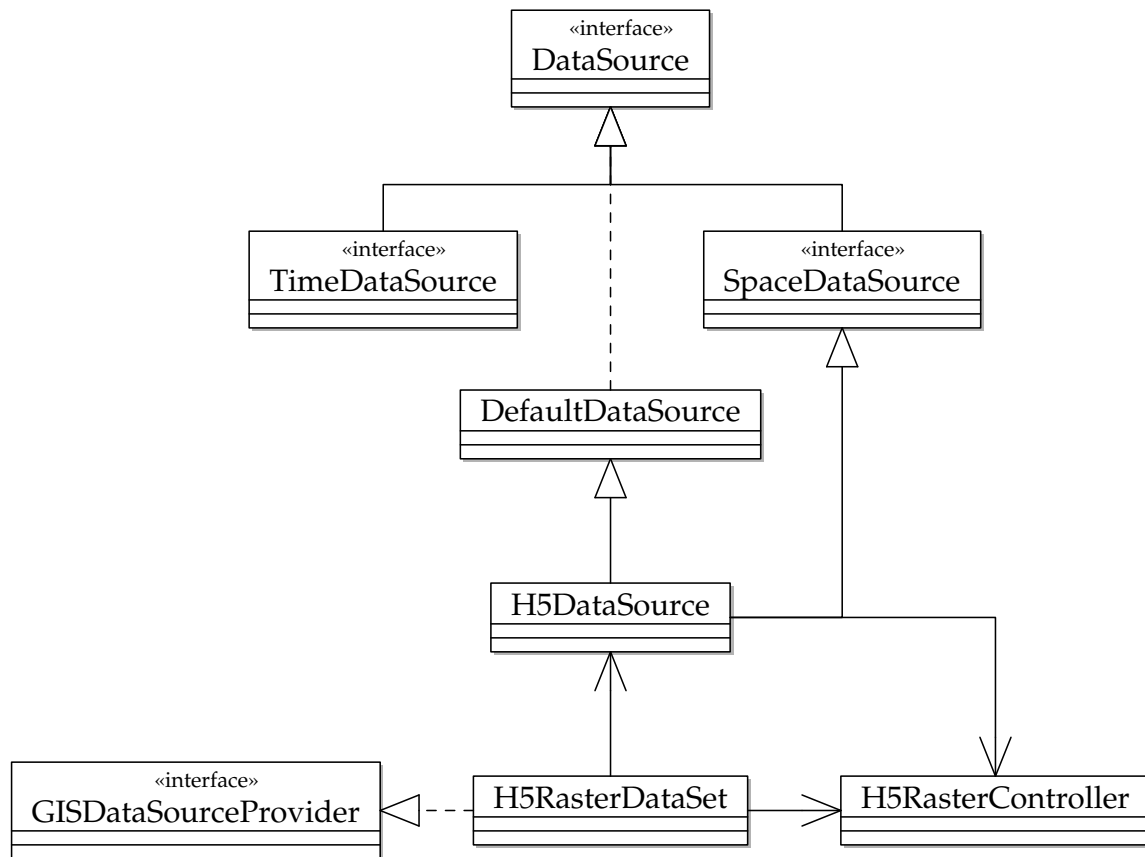 «interface»
DataSource
«interface»
TimeDataSource
«interface»
SpaceDataSource
DefaultDataSource
H5DataSource
«interface»
GISDataSourceProvider
H5RasterDataSet
H5RasterController